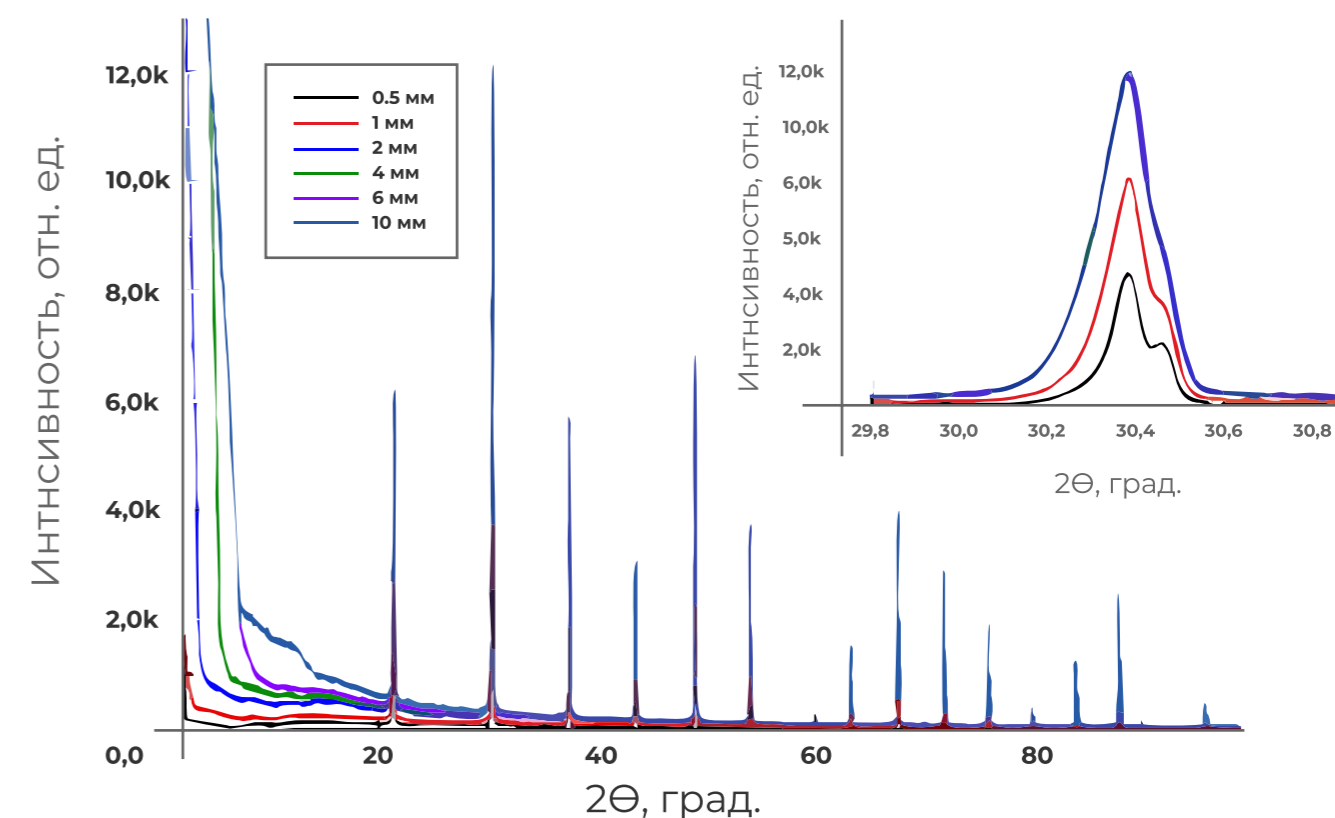 Интнсивность, отн. ед.
12,0k
10,0k
8,0k
6,0k
4,0k
2,0k
0,0
20
40
60
80
2Ө, град.
0.5 мм
1 мм
2 мм
4 мм
6 мм
10 мм
Интнсивность, отн. ед.
12,0k
10,0k
6,0k
5,0k
4,0k
2,0k
29,8
30,0
30,2
30,4
30,6
30,8
2Ө, град.